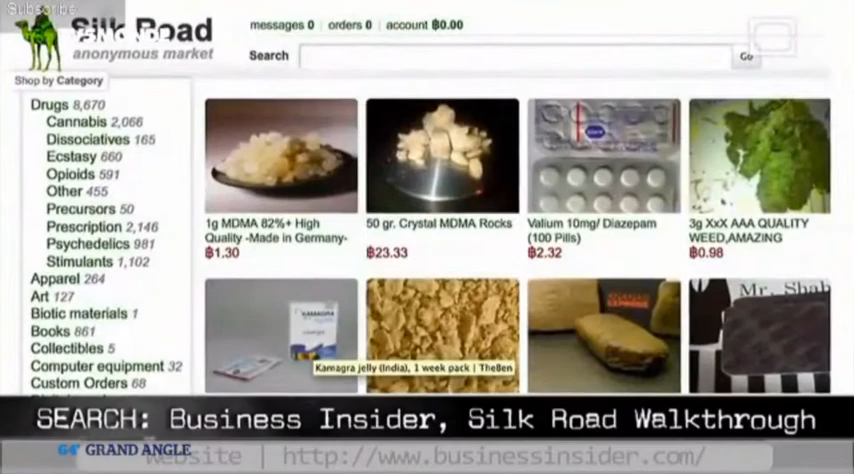 Subscribe
Silk Road
anonymous market
messages 0 | orders 0 | account ฿0.00
Search
Go
Shop by Category
Drugs 8,670
Cannabis 2,066
Dissociatives 165
Ecstasy 660
Opioids 591
Other 455
Precursors 50
Prescription 2,146
Psychedelics 981
Stimulants 1,102
Apparel 264
Art 127
Biotic materials 1
Books 861
Collectibles 5
Computer equipment 32
Custom Orders 68
1g MDMA 82%+ High
Quality -Made in Germany-
฿1.30
50 gr. Crystal MDMA Rocks
฿23.33
Valium 10mg/ Diazepam
(100 Pills)
฿2.32
3g XxX AAA QUALITY
WEED,AMAZING
฿0.98
KAMAGRA
Mr. Shab
Kamagra jelly (India), 1 week pack | TheBen
SEARCH: Business Insider, Silk Road Walkthrough
64' GRAND ANGLE
Website | http://www.businessinsider.com/